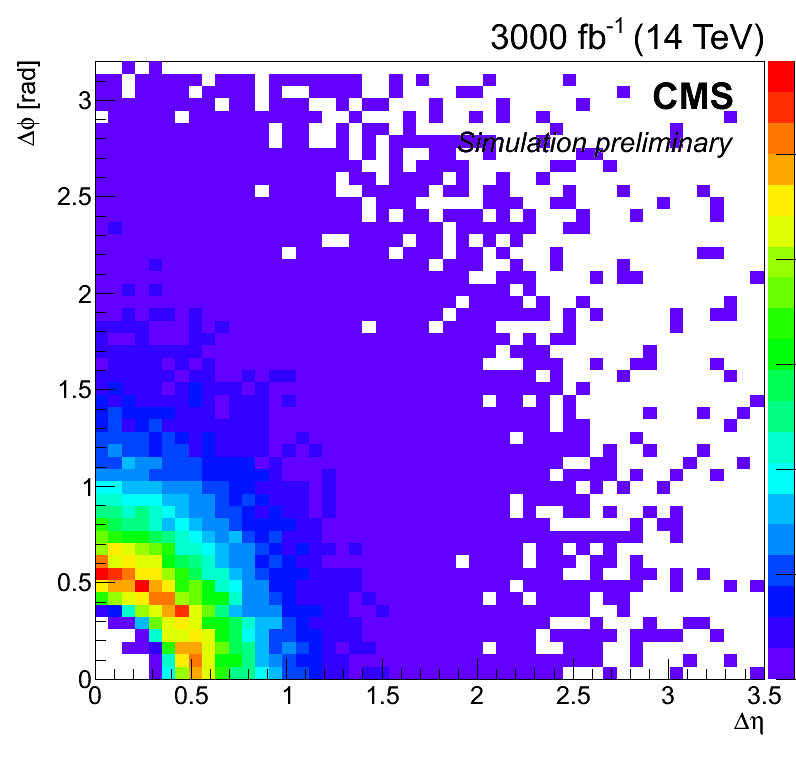 3000 fb⁻¹ (14 TeV)
Δϕ [rad]
CMS
Simulation preliminary
3
2.5
2
1.5
1
0.5
0
0 0.5 1 1.5 2 2.5 3 3.5
Δη